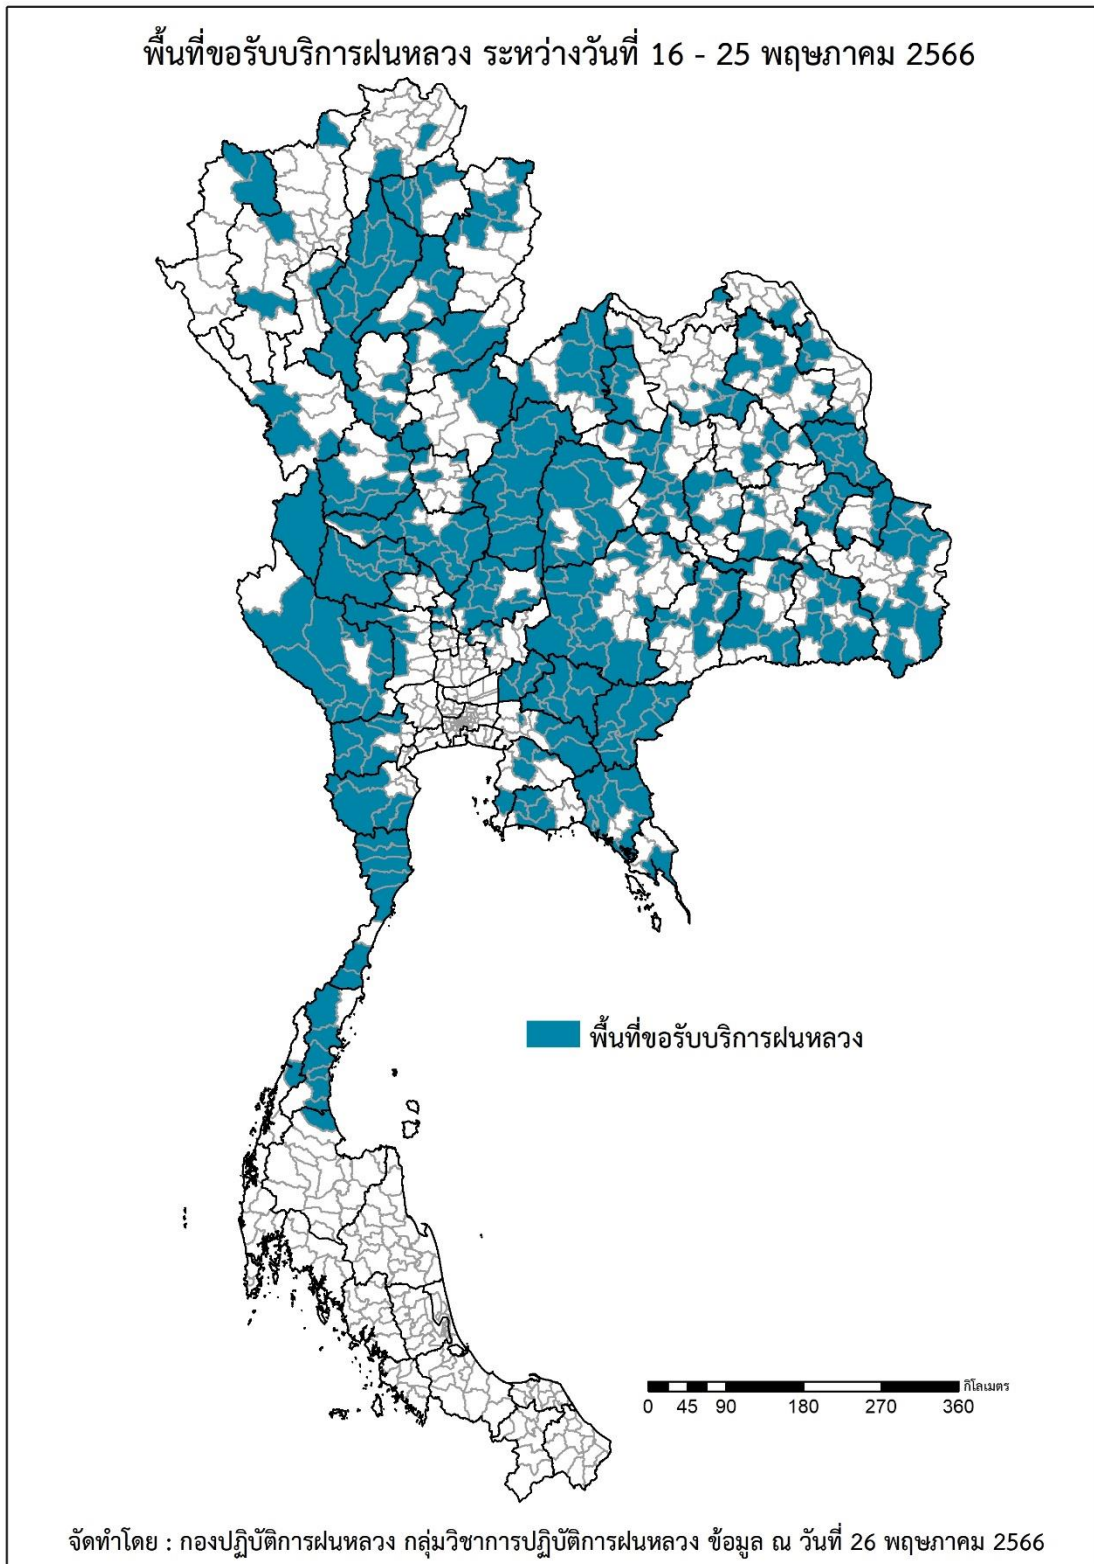 พื้นที่ขอรับบริการฝนหลวง ระหว่างวันที่ 16 - 25 พฤษภาคม 2566
พื้นที่ขอรับบริการฝนหลวง
กิโลเมตร
0 45 90 180 270 360
จัดทำโดย : กองปฏิบัติการฝนหลวง กลุ่มวิชาการปฏิบัติการฝนหลวง ข้อมูล ณ วันที่ 26 พฤษภาคม 2566